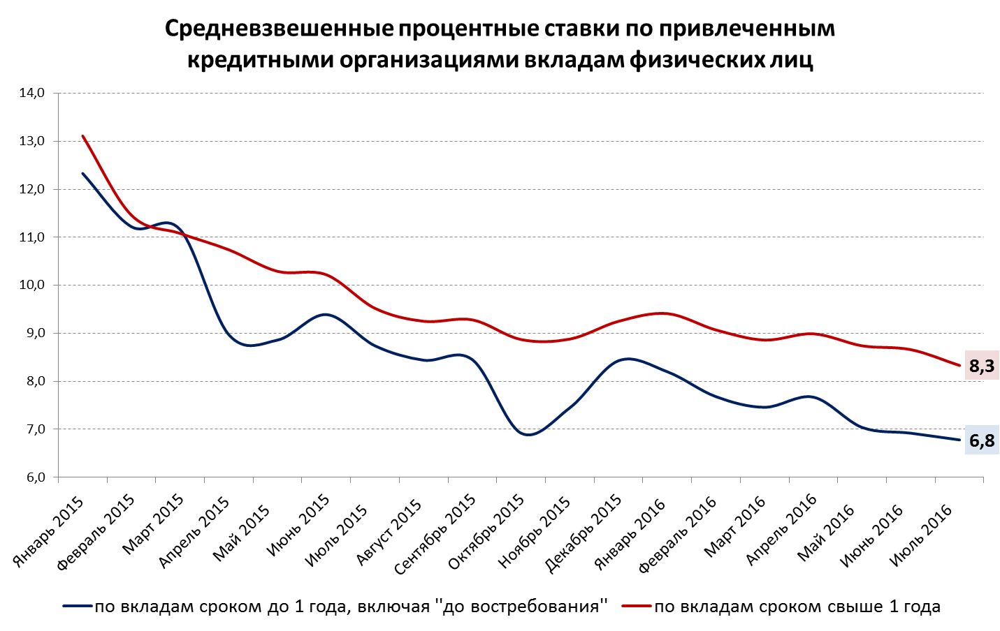 Средневзвешенные процентные ставки по привлеченным
кредитными организациями вкладам физических лиц
14,0
13,0
12,0
11,0
10,0
9,0
8,0
7,0
6,0
8,3
6,8
Январь 2015
Февраль 2015
Март 2015
Апрель 2015
Май 2015
Июнь 2015
Июль 2015
Август 2015
Сентябрь 2015
Октябрь 2015
Ноябрь 2015
Декабрь 2015
Январь 2016
Февраль 2016
Март 2016
Апрель 2016
Май 2016
Июнь 2016
Июль 2016
по вкладам сроком до 1 года, включая "до востребования"
по вкладам сроком свыше 1 года